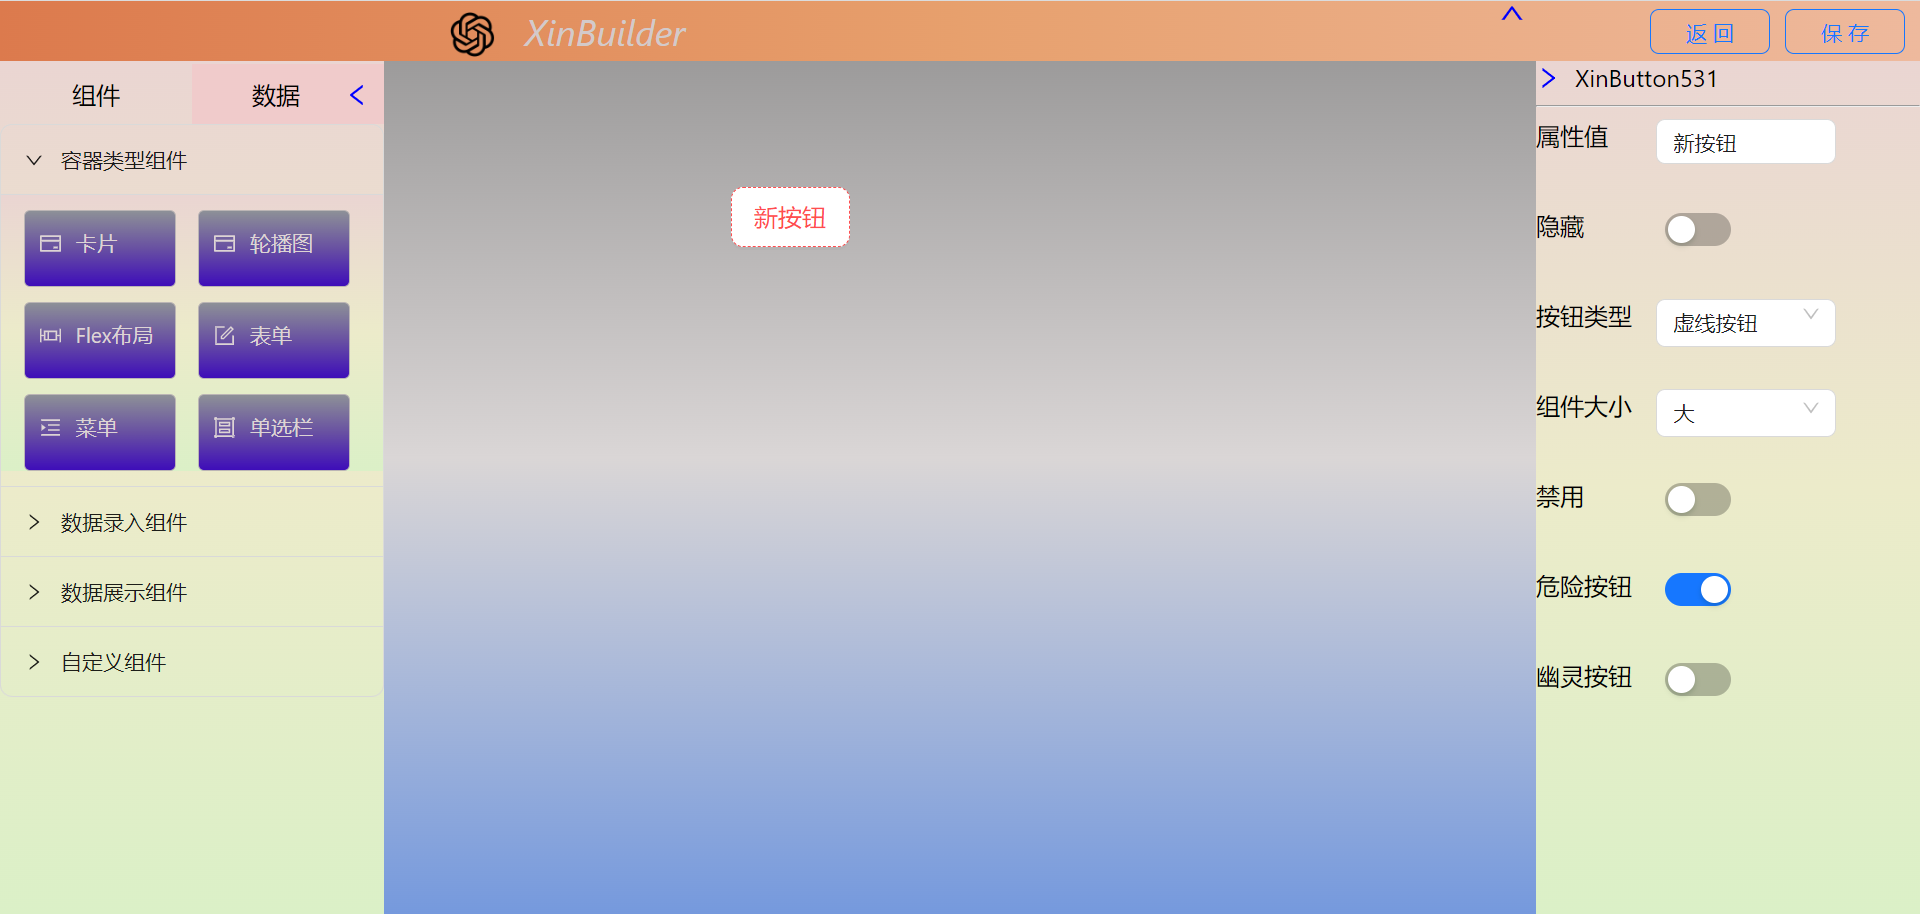 XinBuilder
返 回
保 存
组件
数据
容器类型组件
卡片
轮播图
Flex布局
表单
菜单
单选栏
数据录入组件
数据展示组件
自定义组件
新按钮
XinButton531
属性值
新按钮
隐藏
按钮类型
虚线按钮
组件大小
大
禁用
危险按钮
幽灵按钮